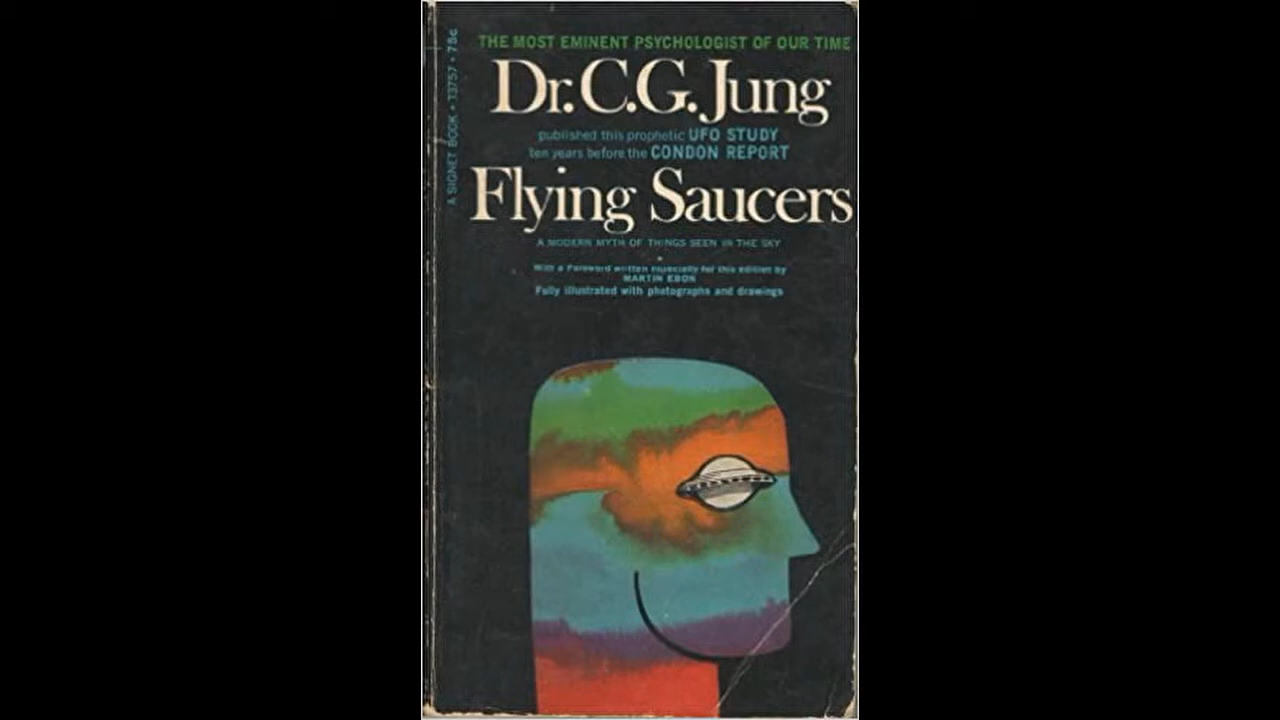 A SIGNET BOOK • T3757 • 75c
THE MOST EMINENT PSYCHOLOGIST OF OUR TIME
Dr. C.G. Jung
published this prophetic UFO STUDY
ten years before the CONDON REPORT
Flying Saucers
A MODERN MYTH OF THINGS SEEN IN THE SKY
With a Foreword written especially for this edition by
MARTIN EBON
Fully illustrated with photographs and drawings